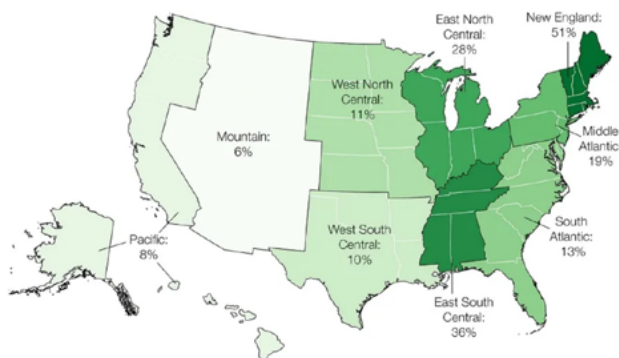 East North
Central:
28%
New England:
51%
West North
Central:
11%
Mountain:
6%
Middle
Atlantic
19%
Pacific:
8%
West South
Central:
10%
South
Atlantic:
13%
East South
Central:
36%